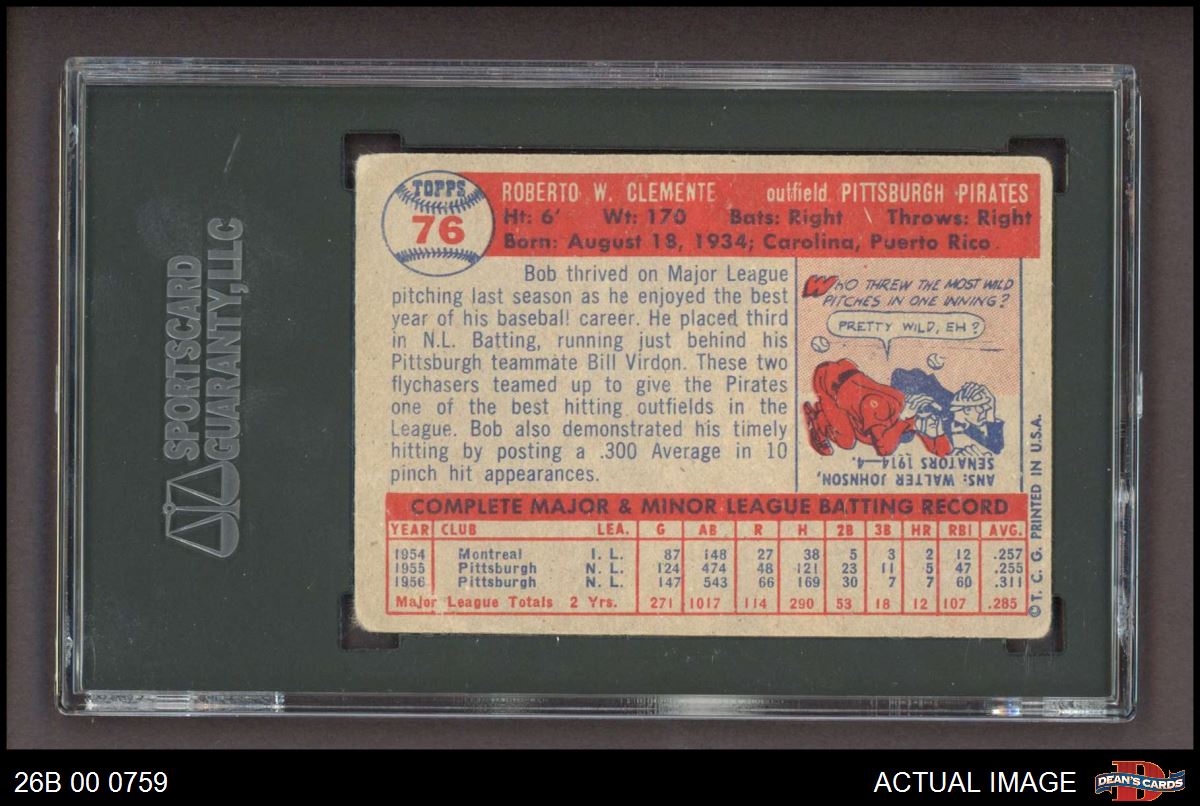 SPORTSCARD
GUARANTY,LLC
TOPPS
76
ROBERTO W. CLEMENTE outfield PITTSBURGH PIRATES
Ht: 6' Wt: 170 Bats: Right Throws: Right
Born: August 18, 1934; Carolina, Puerto Rico
Bob thrived on Major League
pitching last season as he enjoyed the best
year of his baseball career. He placed third
in N.L. Batting, running just behind his
Pittsburgh teammate Bill Virdon. These two
flychasers teamed up to give the Pirates
one of the best hitting outfields in the
League. Bob also demonstrated his timely
hitting by posting a .300 Average in 10
pinch hit appearances.
WHO THREW THE MOST WILD
PITCHES IN ONE INNING?
PRETTY WILD, EH?
ANS: WALTER JOHNSON,
SENATORS 1914—4.
COMPLETE MAJOR & MINOR LEAGUE BATTING RECORD
YEAR CLUB LEA. G AB R H 2B 3B HR RBI AVG.
1954 Montreal I. L. 87 148 27 38 5 3 2 12 .257
1955 Pittsburgh N. L. 124 474 48 121 23 11 5 47 .255
1956 Pittsburgh N. L. 147 543 66 169 30 7 7 60 .311
Major League Totals 2 Yrs. 271 1017 114 290 53 18 12 107 .285
© T. C. G. PRINTED IN U.S.A.
26B 00 0759
ACTUAL IMAGE
D
DEAN'S CARDS